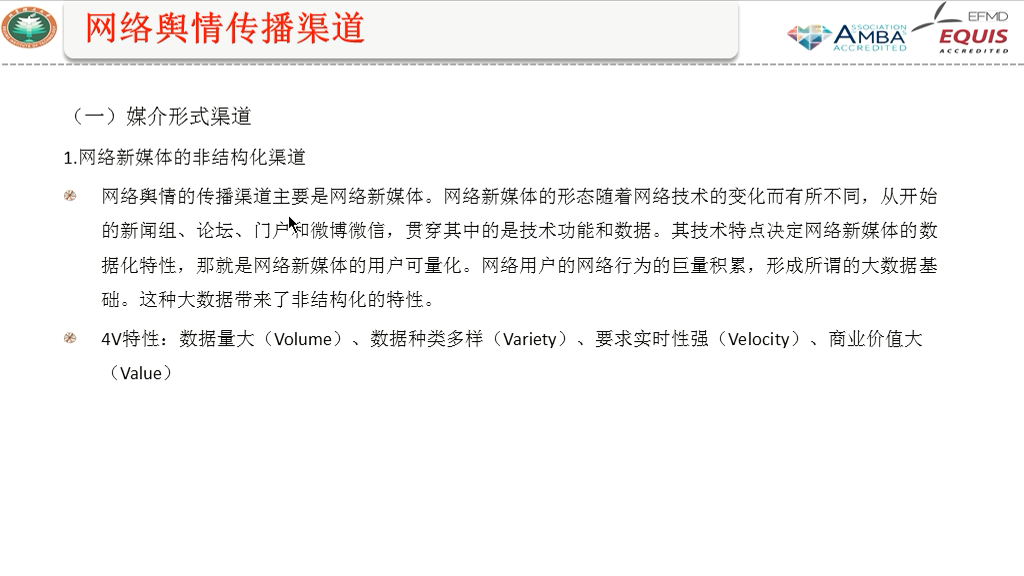 网络舆情传播渠道
ASSOCIATION
AMBA
ACCREDITED
EFMD
EQUIS
ACCREDITED
（一）媒介形式渠道
1.网络新媒体的非结构化渠道
网络舆情的传播渠道主要是网络新媒体。网络新媒体的形态随着网络技术的变化而有所不同，从开始
的新闻组、论坛、门户和微博微信，贯穿其中的是技术功能和数据。其技术特点决定网络新媒体的数
据化特性，那就是网络新媒体的用户可量化。网络用户的网络行为的巨量积累，形成所谓的大数据基
础。这种大数据带来了非结构化的特性。
4V特性：数据量大（Volume）、数据种类多样（Variety）、要求实时性强（Velocity）、商业价值大
（Value）